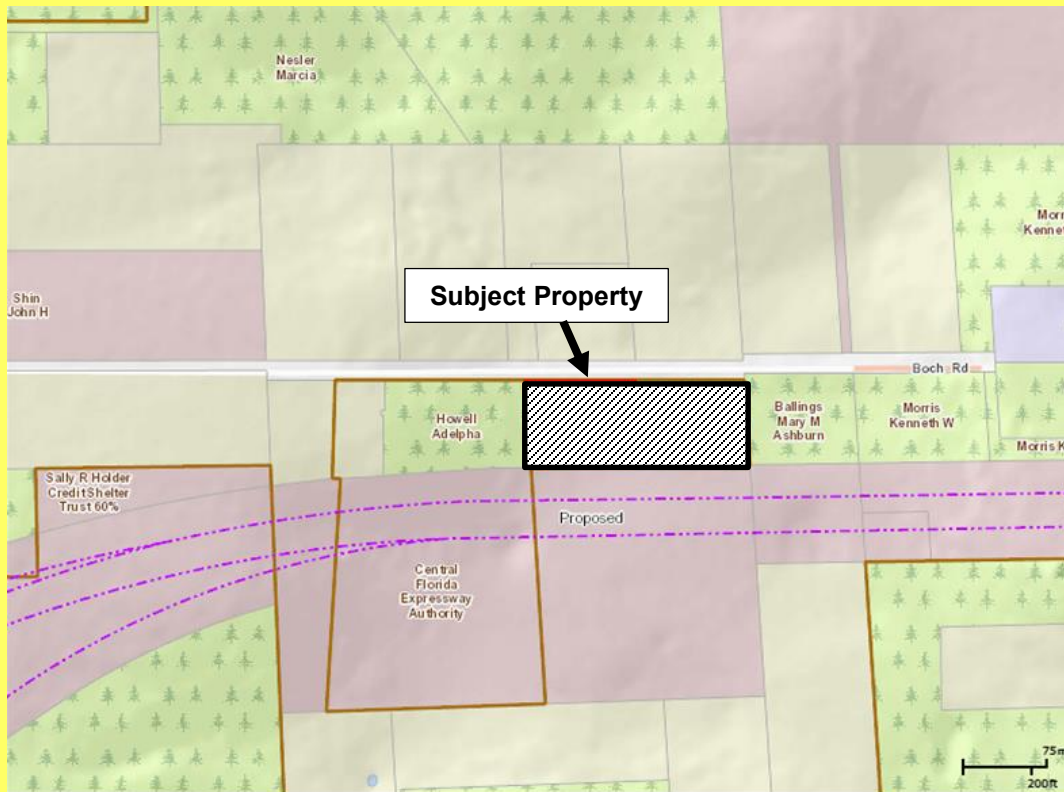 Nesler
Marcia
Morr
Kennet
Shin
John H
Subject Property
Boch Rd
Howell
Adelpha
Ballings
Mary M
Ashburn
Morris
Kenneth W
Morris K
Sally R Holder
Credit Shelter
Trust 60%
Proposed
Central
Florida
Expressway
Authority
75m
200ft